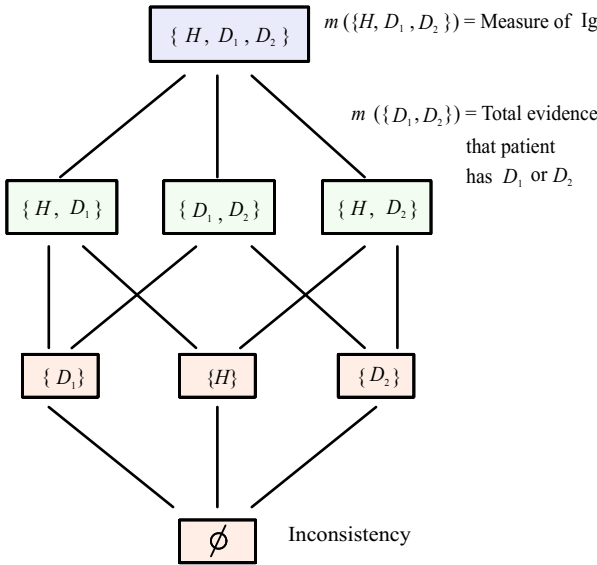 { H, D₁, D₂ }
m ({H, D₁, D₂ }) = Measure of Ig
m ({D₁, D₂}) = Total evidence
that patient
has D₁ or D₂
{ H, D₁ }
{ D₁, D₂ }
{ H, D₂ }
{ D₁}
{H}
{ D₂ }
ϕ
Inconsistency